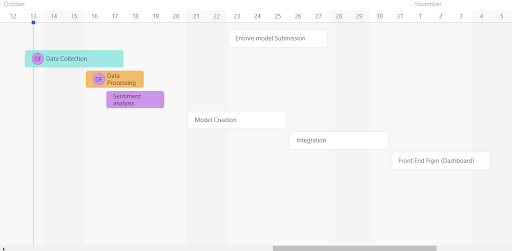 October
November
12 13 14 15 16 17 18 19 20 21 22 23 24 25 26 27 28 29 30 31 1 2 3 4 5
Entinre model Submission
DF Data Collection
DF Data
Processing
Sentiment
analysis
Model Creation
Integration
Front End Figm (Dashboard)